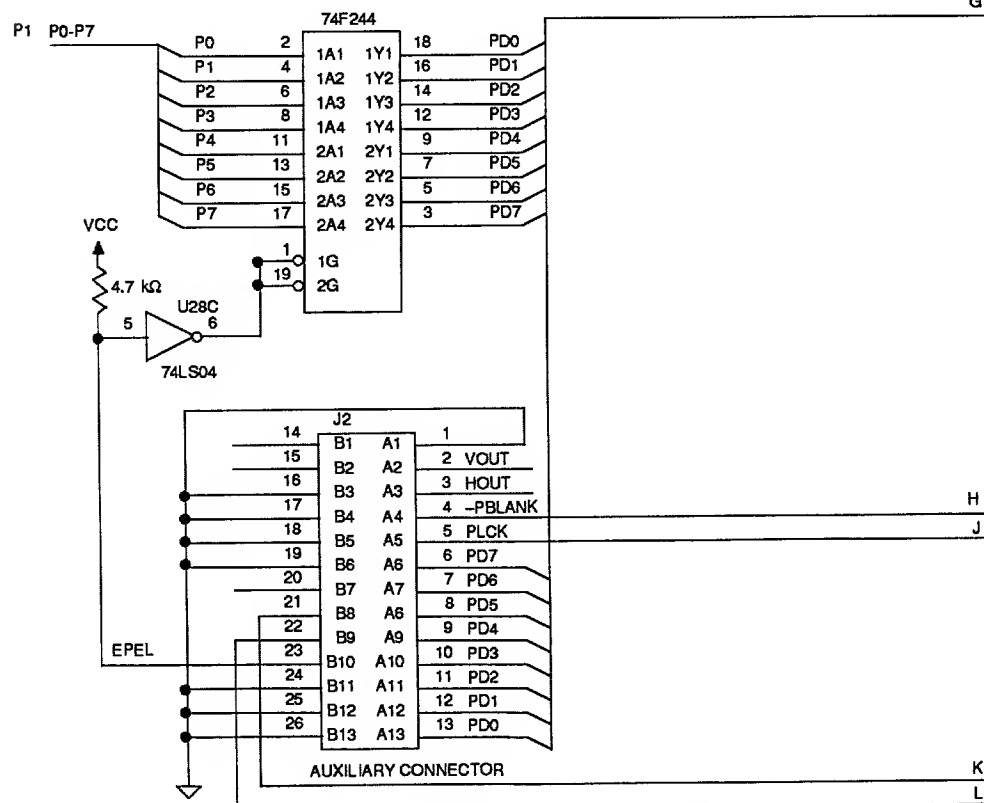 74F244
G
P1 P0-P7
P0 2 1A1 1Y1 18 PD0
P1 4 1A2 1Y2 16 PD1
P2 6 1A3 1Y3 14 PD2
P3 8 1A4 1Y4 12 PD3
P4 11 2A1 2Y1 9 PD4
P5 13 2A2 2Y2 7 PD5
P6 15 2A3 2Y3 5 PD6
P7 17 2A4 2Y4 3 PD7
VCC
1 1G
19 2G
4.7 kΩ
U28C
5 6
74LS04
J2
14 B1 A1 1
15 B2 A2 2 VOUT
16 B3 A3 3 HOUT
17 B4 A4 4 –PBLANK H
18 B5 A5 5 PLCK J
19 B6 A6 6 PD7
20 B7 A7 7 PD6
21 B8 A6 8 PD5
22 B9 A9 9 PD4
EPEL 23 B10 A10 10 PD3
24 B11 A11 11 PD2
25 B12 A12 12 PD1
26 B13 A13 13 PD0
AUXILIARY CONNECTOR
K
L